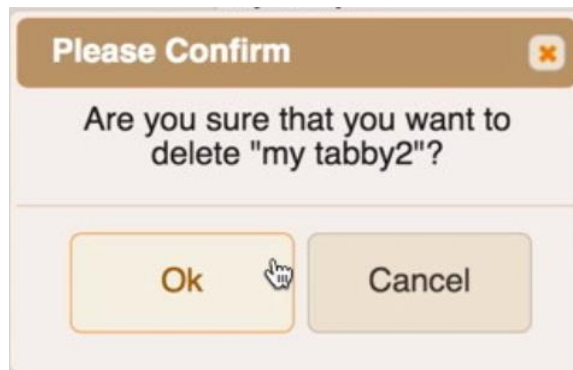 Please Confirm
Are you sure that you want to
delete "my tabby2"?
Ok
Cancel